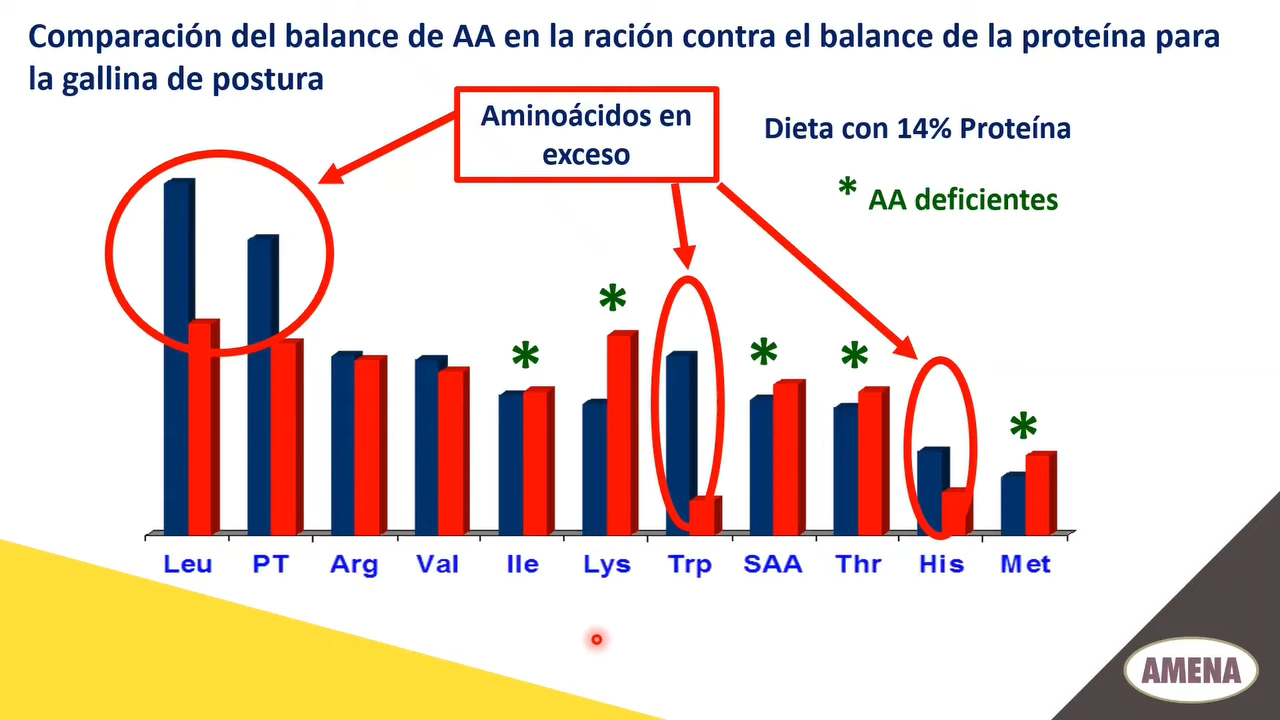 Comparación del balance de AA en la ración contra el balance de la proteína para
la gallina de postura
Aminoácidos en
exceso
Dieta con 14% Proteína
* AA deficientes
*
*
*
*
*
Leu PT Arg Val Ile Lys Trp SAA Thr His Met
AMENA